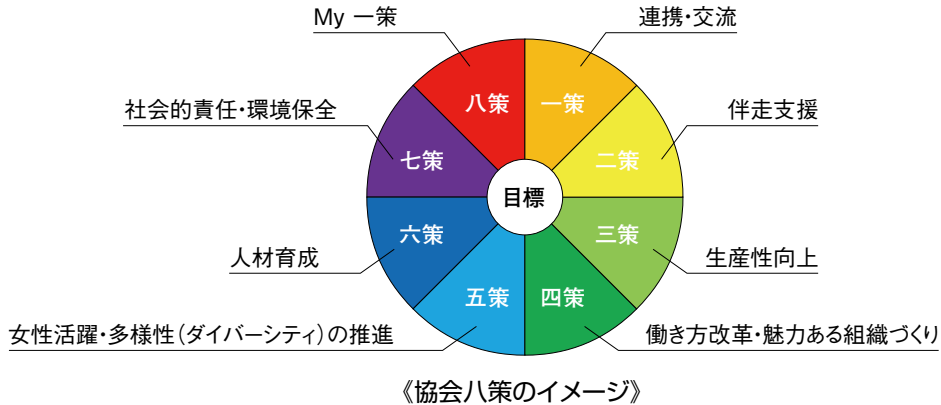 My 一策
連携・交流
社会的責任・環境保全
伴走支援
八策
一策
七策
二策
目標
六策
三策
人材育成
生産性向上
五策
四策
女性活躍・多様性(ダイバーシティ)の推進
働き方改革・魅力ある組織づくり
《協会八策のイメージ》